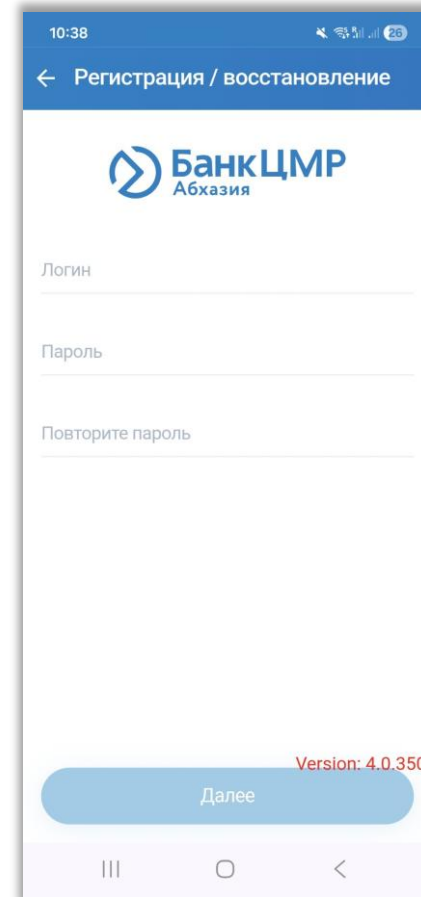 10:38
26
Регистрация / восстановление
БанкЦМР
Абхазия
Логин
Пароль
Повторите пароль
Version: 4.0.350
Далее